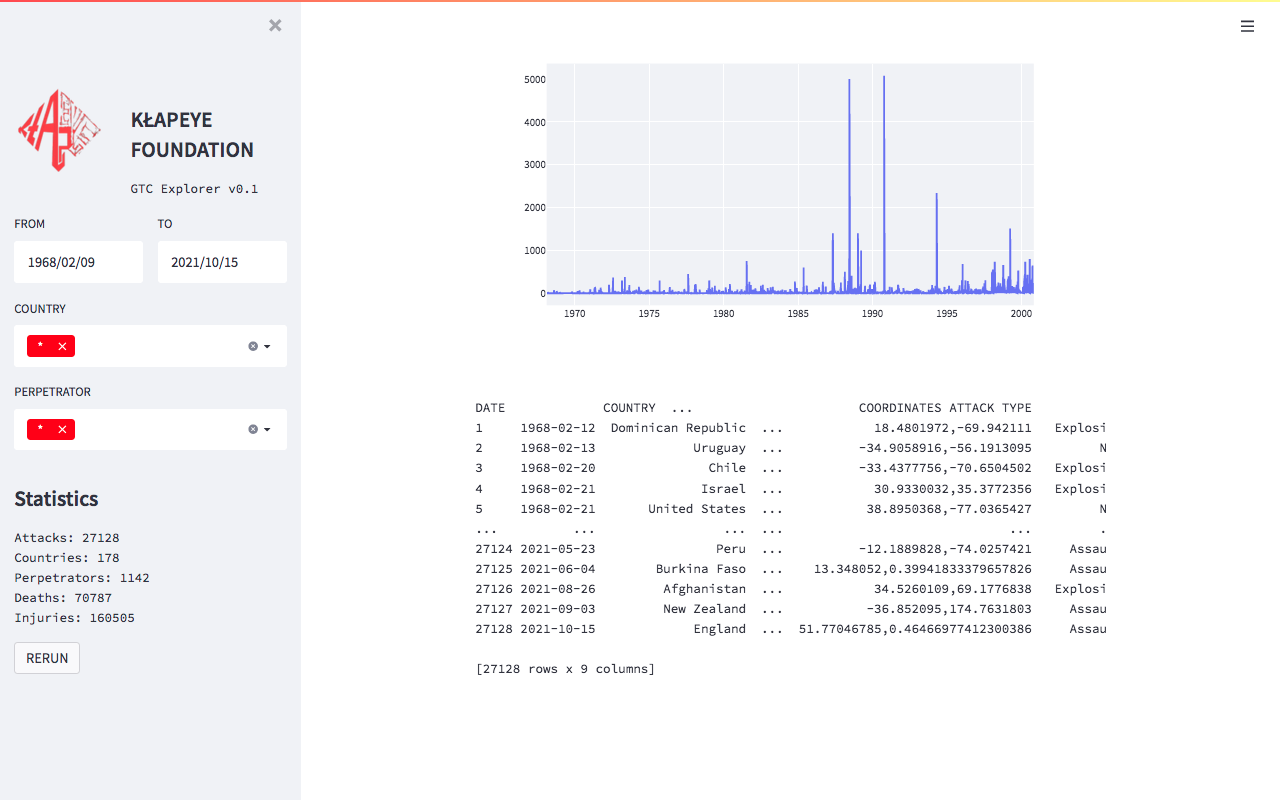 KŁAPEYE
FOUNDATION
GTC Explorer v0.1
FROM TO
1968/02/09 2021/10/15
COUNTRY
*
PERPETRATOR
*
Statistics
Attacks: 27128
Countries: 178
Perpetrators: 1142
Deaths: 70787
Injuries: 160505
RERUN
5000
4000
3000
2000
1000
0
1970 1975 1980 1985 1990 1995 2000
DATE COUNTRY ... COORDINATES ATTACK TYPE
1 1968-02-12 Dominican Republic ... 18.4801972,-69.942111 Explosi
2 1968-02-13 Uruguay ... -34.9058916,-56.1913095 N
3 1968-02-20 Chile ... -33.4377756,-70.6504502 Explosi
4 1968-02-21 Israel ... 30.9330032,35.3772356 Explosi
5 1968-02-21 United States ... 38.8950368,-77.0365427 N
... ... ... ... ... .
27124 2021-05-23 Peru ... -12.1889828,-74.0257421 Assau
27125 2021-06-04 Burkina Faso ... 13.348052,0.39941833379657826 Assau
27126 2021-08-26 Afghanistan ... 34.5260109,69.1776838 Explosi
27127 2021-09-03 New Zealand ... -36.852095,174.7631803 Assau
27128 2021-10-15 England ... 51.77046785,0.46466977412300386 Assau
[27128 rows x 9 columns]